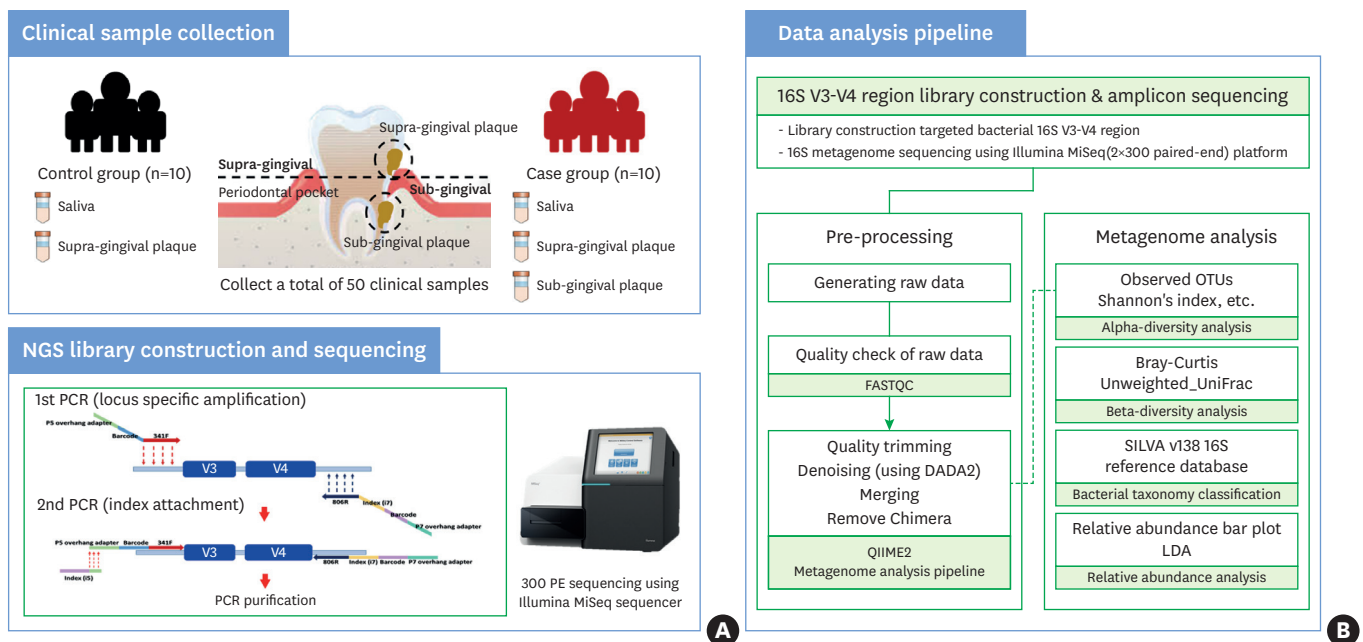 Clinical sample collection
Control group (n=10)
Saliva
Supra-gingival plaque
Supra-gingival plaque
Supra-gingival
Periodontal pocket
Sub-gingival
Sub-gingival plaque
Collect a total of 50 clinical samples
Case group (n=10)
Saliva
Supra-gingival plaque
Sub-gingival plaque
NGS library construction and sequencing
1st PCR (locus specific amplification)
P5 overhang adapter
Barcode
341F
V3
V4
806R
Index (i7)
Barcode
P7 overhang adapter
2nd PCR (index attachment)
P5 overhang adapter Barcode 341F
V3
V4
806R Index (i7) Barcode P7 overhang adapter
Index (i5)
PCR purification
300 PE sequencing using
Illumina MiSeq sequencer
A
Data analysis pipeline
16S V3-V4 region library construction & amplicon sequencing
- Library construction targeted bacterial 16S V3-V4 region
- 16S metagenome sequencing using Illumina MiSeq(2×300 paired-end) platform
Pre-processing
Generating raw data
Quality check of raw data
FASTQC
Quality trimming
Denoising (using DADA2)
Merging
Remove Chimera
QIIME2
Metagenome analysis pipeline
Metagenome analysis
Observed OTUs
Shannon's index, etc.
Alpha-diversity analysis
Bray-Curtis
Unweighted_UniFrac
Beta-diversity analysis
SILVA v138 16S
reference database
Bacterial taxonomy classification
Relative abundance bar plot
LDA
Relative abundance analysis
B